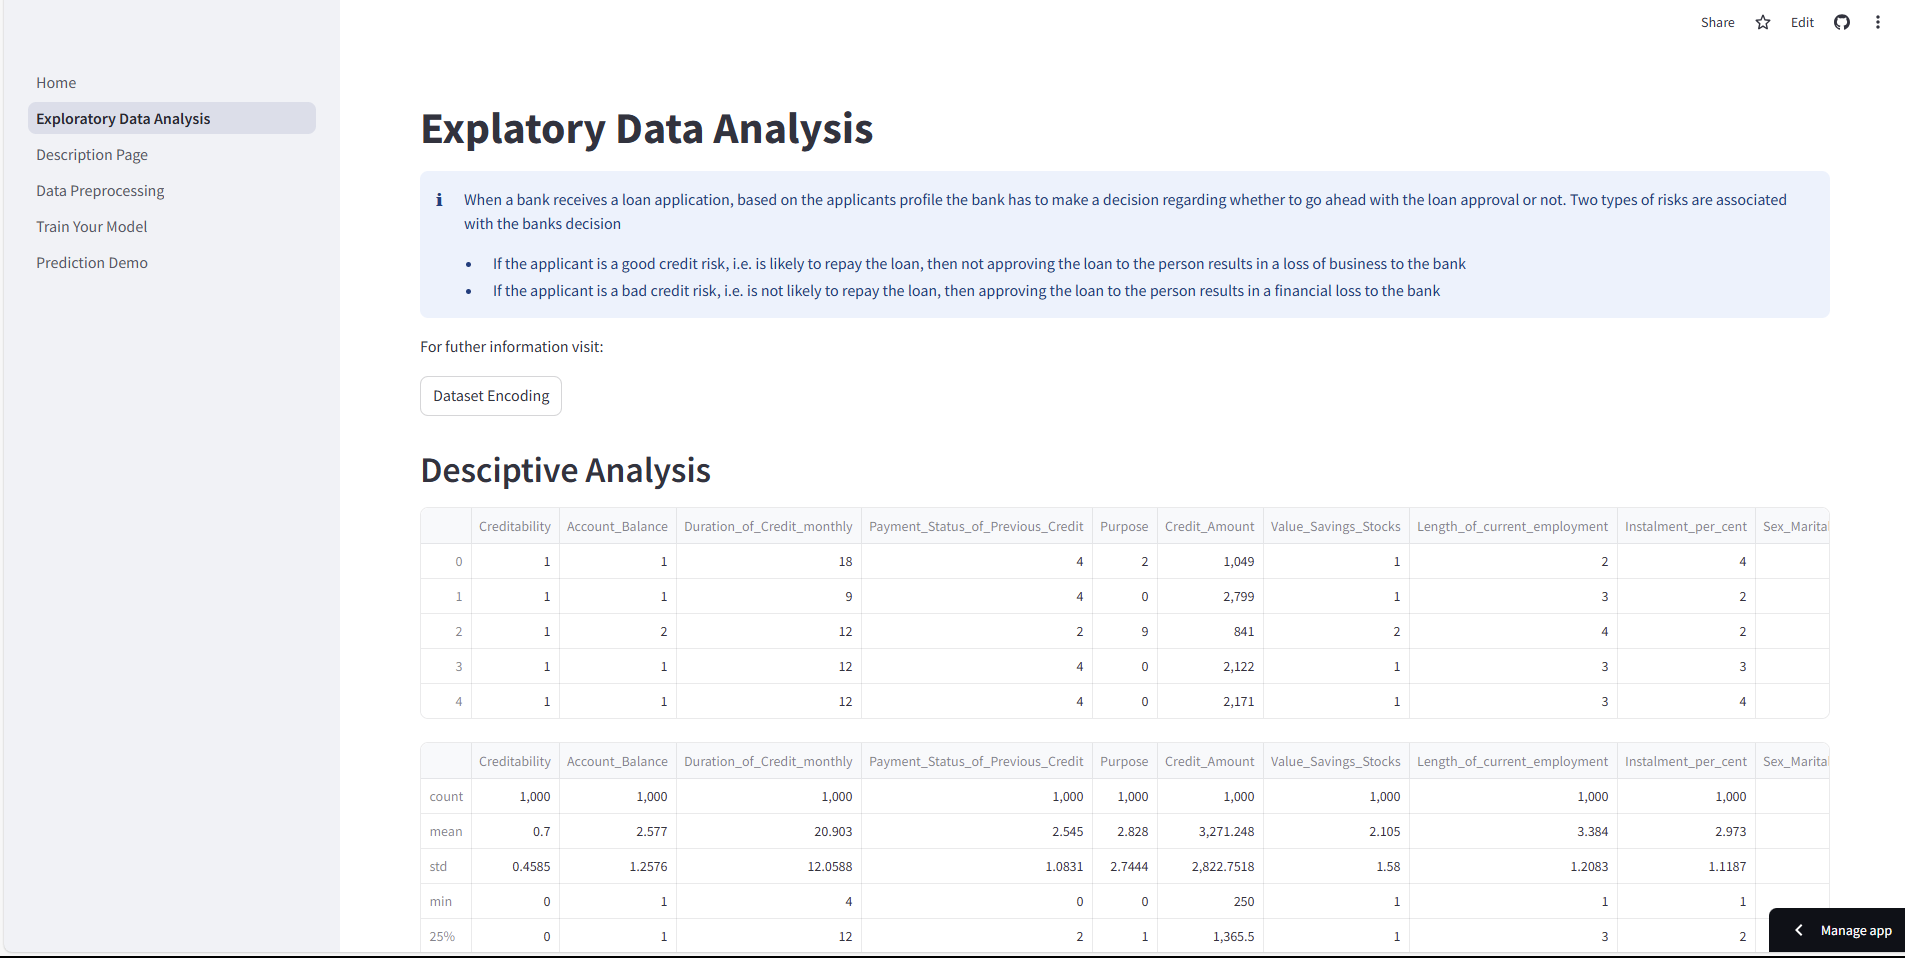 Share Edit
Home
Exploratory Data Analysis
Description Page
Data Preprocessing
Train Your Model
Prediction Demo
Explatory Data Analysis
When a bank receives a loan application, based on the applicants profile the bank has to make a decision regarding whether to go ahead with the loan approval or not. Two types of risks are associated
with the banks decision
• If the applicant is a good credit risk, i.e. is likely to repay the loan, then not approving the loan to the person results in a loss of business to the bank
• If the applicant is a bad credit risk, i.e. is not likely to repay the loan, then approving the loan to the person results in a financial loss to the bank
For futher information visit:
Dataset Encoding
Desciptive Analysis
Creditability Account_Balance Duration_of_Credit_monthly Payment_Status_of_Previous_Credit Purpose Credit_Amount Value_Savings_Stocks Length_of_current_employment Instalment_per_cent Sex_Marita
0 1 1 18 4 2 1,049 1 2 4
1 1 1 9 4 0 2,799 1 3 2
2 1 2 12 2 9 841 2 4 2
3 1 1 12 4 0 2,122 1 3 3
4 1 1 12 4 0 2,171 1 3 4
Creditability Account_Balance Duration_of_Credit_monthly Payment_Status_of_Previous_Credit Purpose Credit_Amount Value_Savings_Stocks Length_of_current_employment Instalment_per_cent Sex_Marita
count 1,000 1,000 1,000 1,000 1,000 1,000 1,000 1,000 1,000
mean 0.7 2.577 20.903 2.545 2.828 3,271.248 2.105 3.384 2.973
std 0.4585 1.2576 12.0588 1.0831 2.7444 2,822.7518 1.58 1.2083 1.1187
min 0 1 4 0 0 250 1 1 1
25% 0 1 12 2 1 1,365.5 1 3 2
Manage app